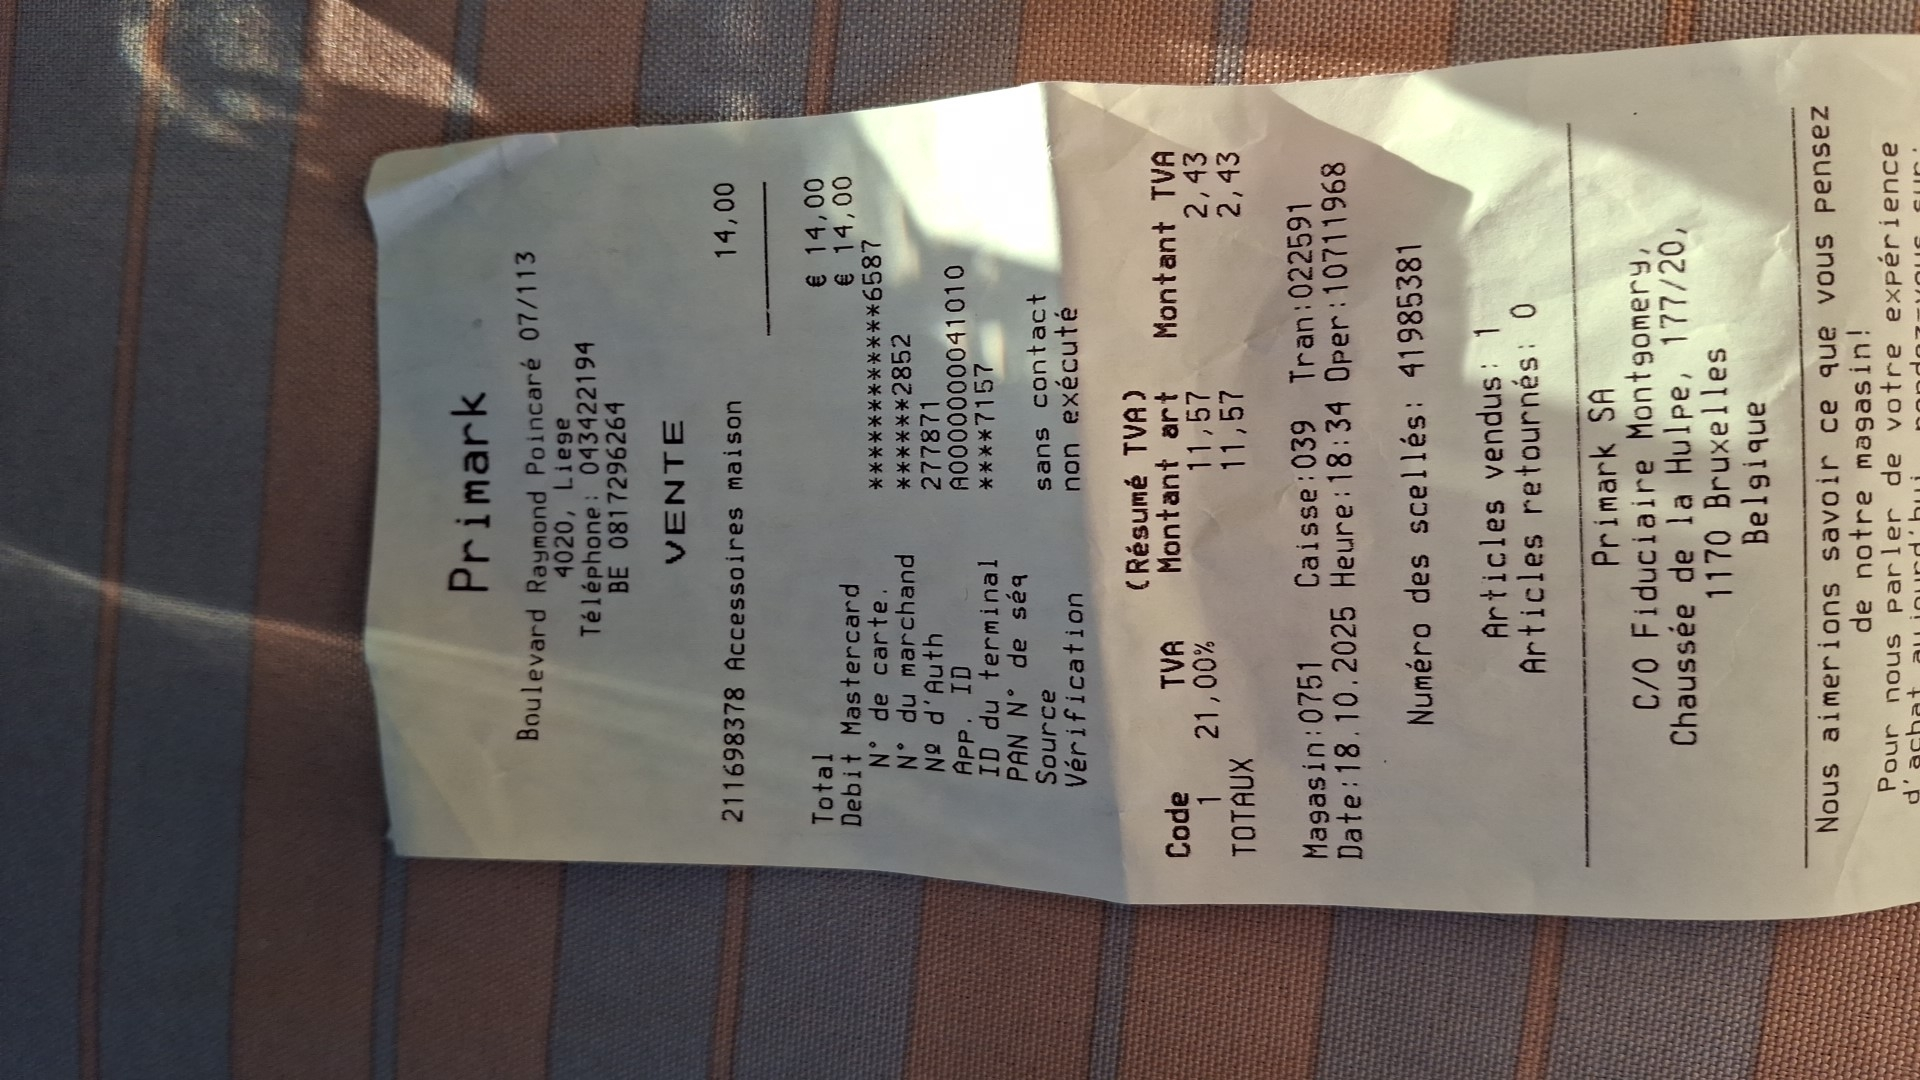 Primark
Boulevard Raymond Poincaré 07/113
4020, Liege
Téléphone: 043422194
BE 0817296264
VENTE
211698378 Accessoires maison 14,00
Total € 14,00
Debit Mastercard € 14,00
N° de carte. ************6587
N° du marchand ******2852
Nº d'Auth 277871
APP. ID A0000000041010
ID du terminal ****7157
PAN N° de séq
Source sans contact
Vérification non exécuté
(Résumé TVA)
Code TVA Montant art Montant TVA
1 21,00% 11,57 2,43
TOTAUX 11,57 2,43
Magasin:0751 Caisse:039 Tran:022591
Date:18.10.2025 Heure:18:34 Oper:10711968
Numéro des scellés: 41985381
Articles vendus: 1
Articles retournés: 0
Primark SA
C/O Fiduciaire Montgomery,
Chaussée de la Hulpe, 177/20,
1170 Bruxelles
Belgique
Nous aimerions savoir ce que vous pensez
de notre magasin!
Pour nous parler de votre expérience
d'achat aujourd'hui, rendez-vous sur: